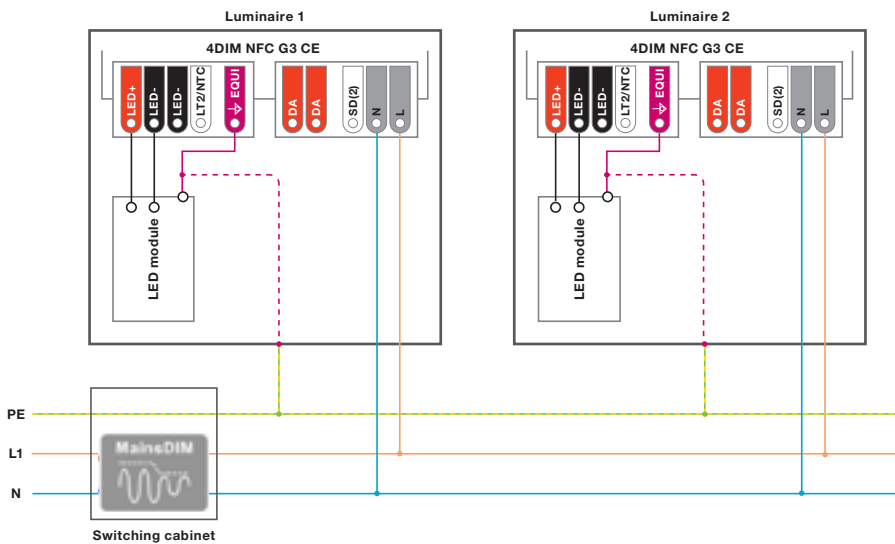 Luminaire 1
Luminaire 2
4DIM NFC G3 CE
4DIM NFC G3 CE
LED+
LED-
LED-
LT2/NTC
EQUI
DA
DA
SD(2)
N
L
LED+
LED-
LED-
LT2/NTC
EQUI
DA
DA
SD(2)
N
L
LED module
LED module
PE
MainsDIM
L1
N
Switching cabinet